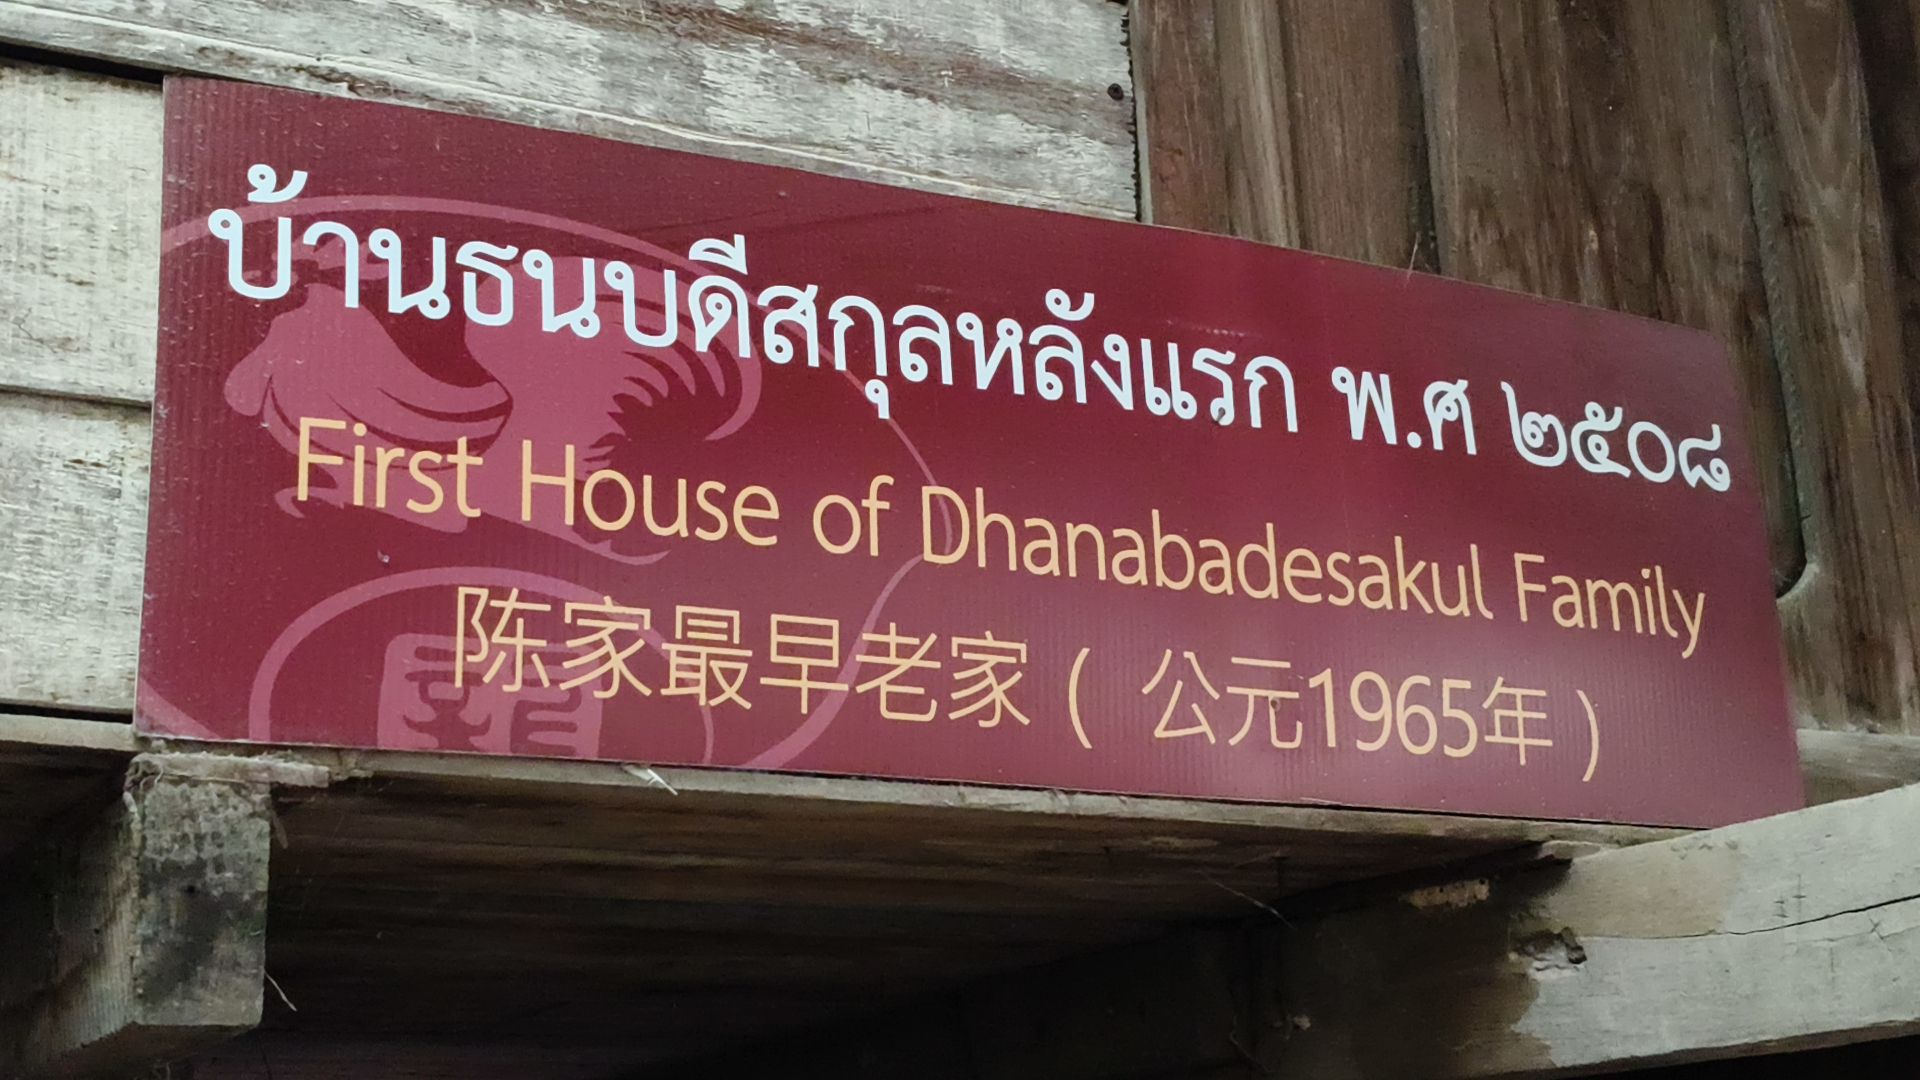 บ้านธนบดีสกุลหลังแรก พ.ศ ๒๕๐๘
First House of Dhanabadesakul Family
陈家最早老家（公元1965年）